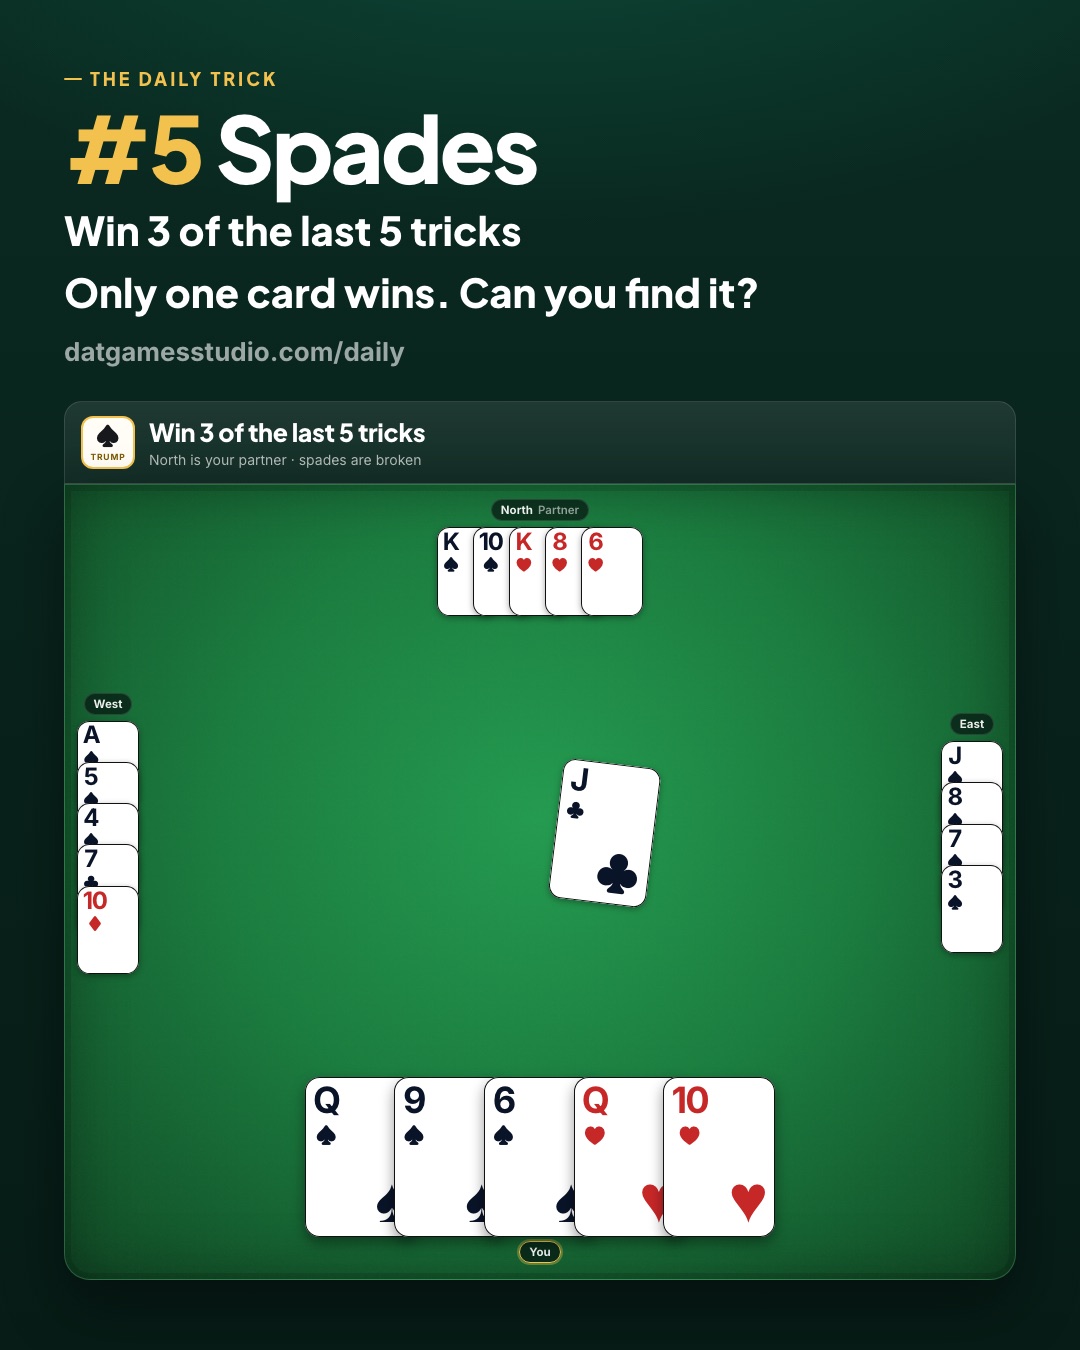 — THE DAILY TRICK
#5 Spades
Win 3 of the last 5 tricks
Only one card wins. Can you find it?
datgamesstudio.com/daily
TRUMP
Win 3 of the last 5 tricks
North is your partner · spades are broken
North Partner
K 10 K 8 6
West
A
5
4
7
10
East
J
8
7
3
J
Q 9 6 Q 10
You